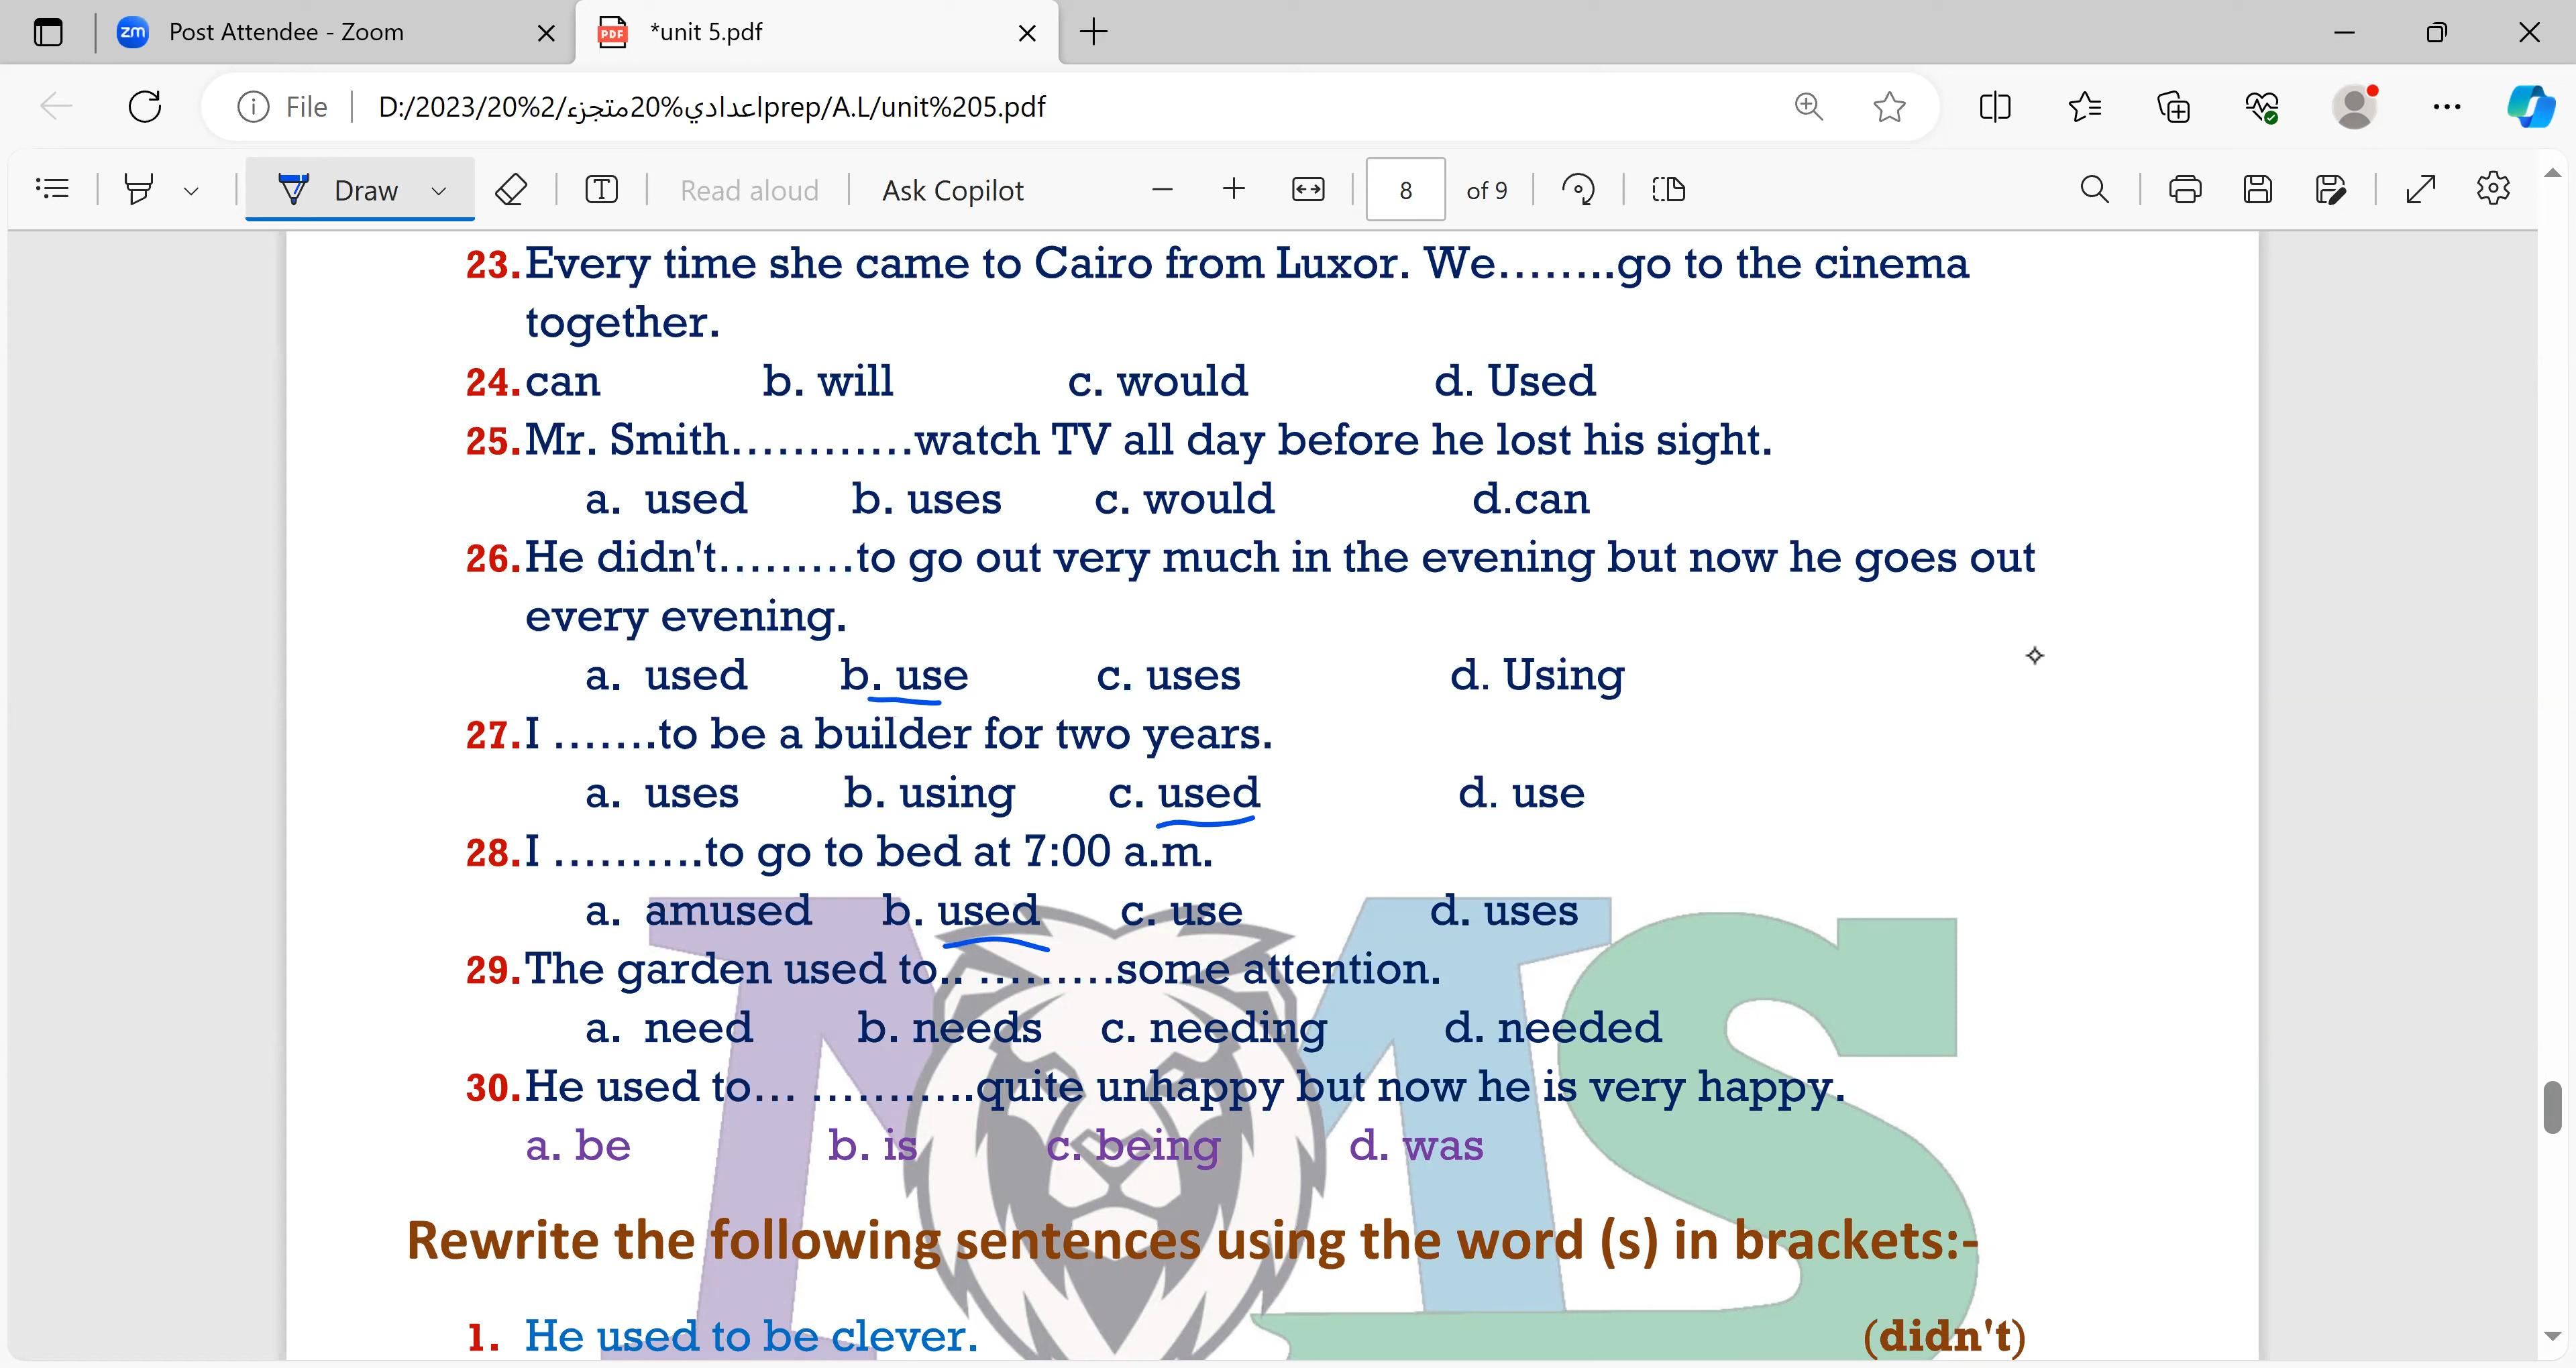 Post Attendee - Zoom
*unit 5.pdf
File
D:/2023/20%2/اعدادي%20متجزء/prep/A.L/unit%205.pdf
Draw
Read aloud
Ask Copilot
8 of 9
23. Every time she came to Cairo from Luxor. We........go to the cinema
together.
24. can b. will c. would d. Used
25. Mr. Smith............watch TV all day before he lost his sight.
a. used b. uses c. would d.can
26. He didn't.........to go out very much in the evening but now he goes out
every evening.
a. used b. use c. uses d. Using
27. I .......to be a builder for two years.
a. uses b. using c. used d. use
28. I ..........to go to bed at 7:00 a.m.
a. amused b. used c. use d. uses
29. The garden used to.. .........some attention.
a. need b. needs c. needing d. needed
30. He used to... ...........quite unhappy but now he is very happy.
a. be b. is c. being d. was
Rewrite the following sentences using the word (s) in brackets:-
1. He used to be clever. (didn't)